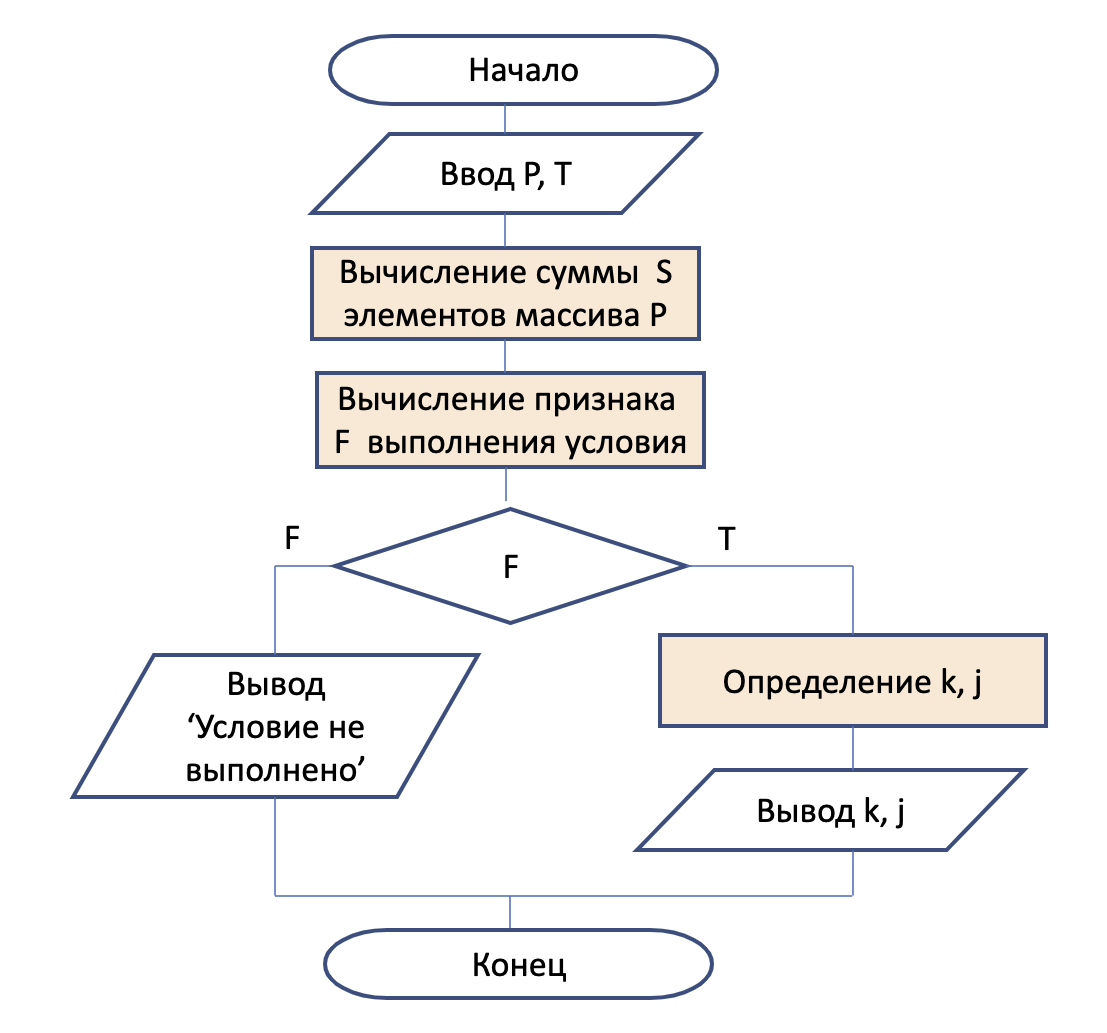 Начало
Ввод P, T
Вычисление суммы S
элементов массива P
Вычисление признака
F выполнения условия
F
F
T
Вывод
‘Условие не
выполнено’
Определение k, j
Вывод k, j
Конец